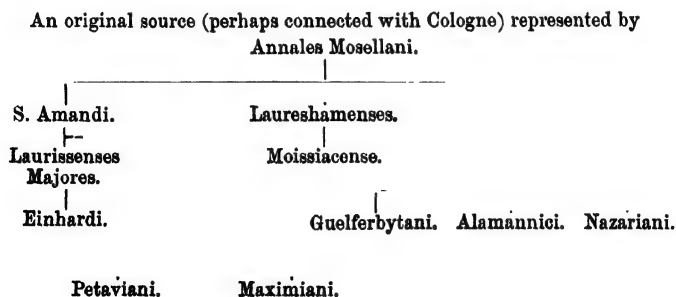 An original source (perhaps connected with Cologne) represented by
Annales Mosellani.
S. Amandi. Laureshamenses.
Laurissenses Moissiacense.
Majores.
Einhardi. Guelferbytani. Alamannici. Nazariani.
Petaviani. Maximiani.